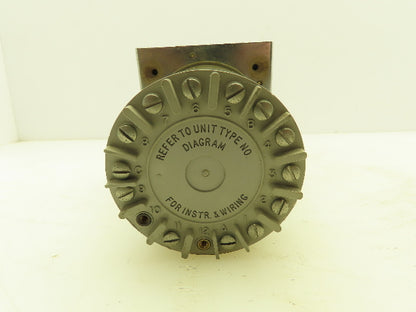 REFER TO UNIT TYPE NO
DIAGRAM
FOR INSTR. & WIRING